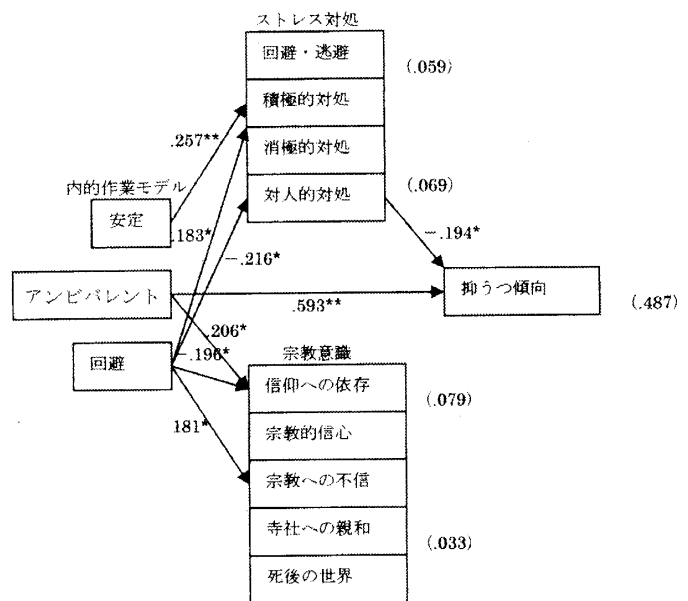 ストレス対処
回避・逃避
(.059)
積極的対処
.257**
消極的対処
内的作業モデル
対人的対処
(.069)
安定
.183*
-.194*
-.216*
アンビバレント
抑うつ傾向
.593**
(.487)
.206*
-.196*
宗教意識
回避
信仰への依存
(.079)
181*
宗教的信心
宗教への不信
寺社への親和
(.033)
死後の世界